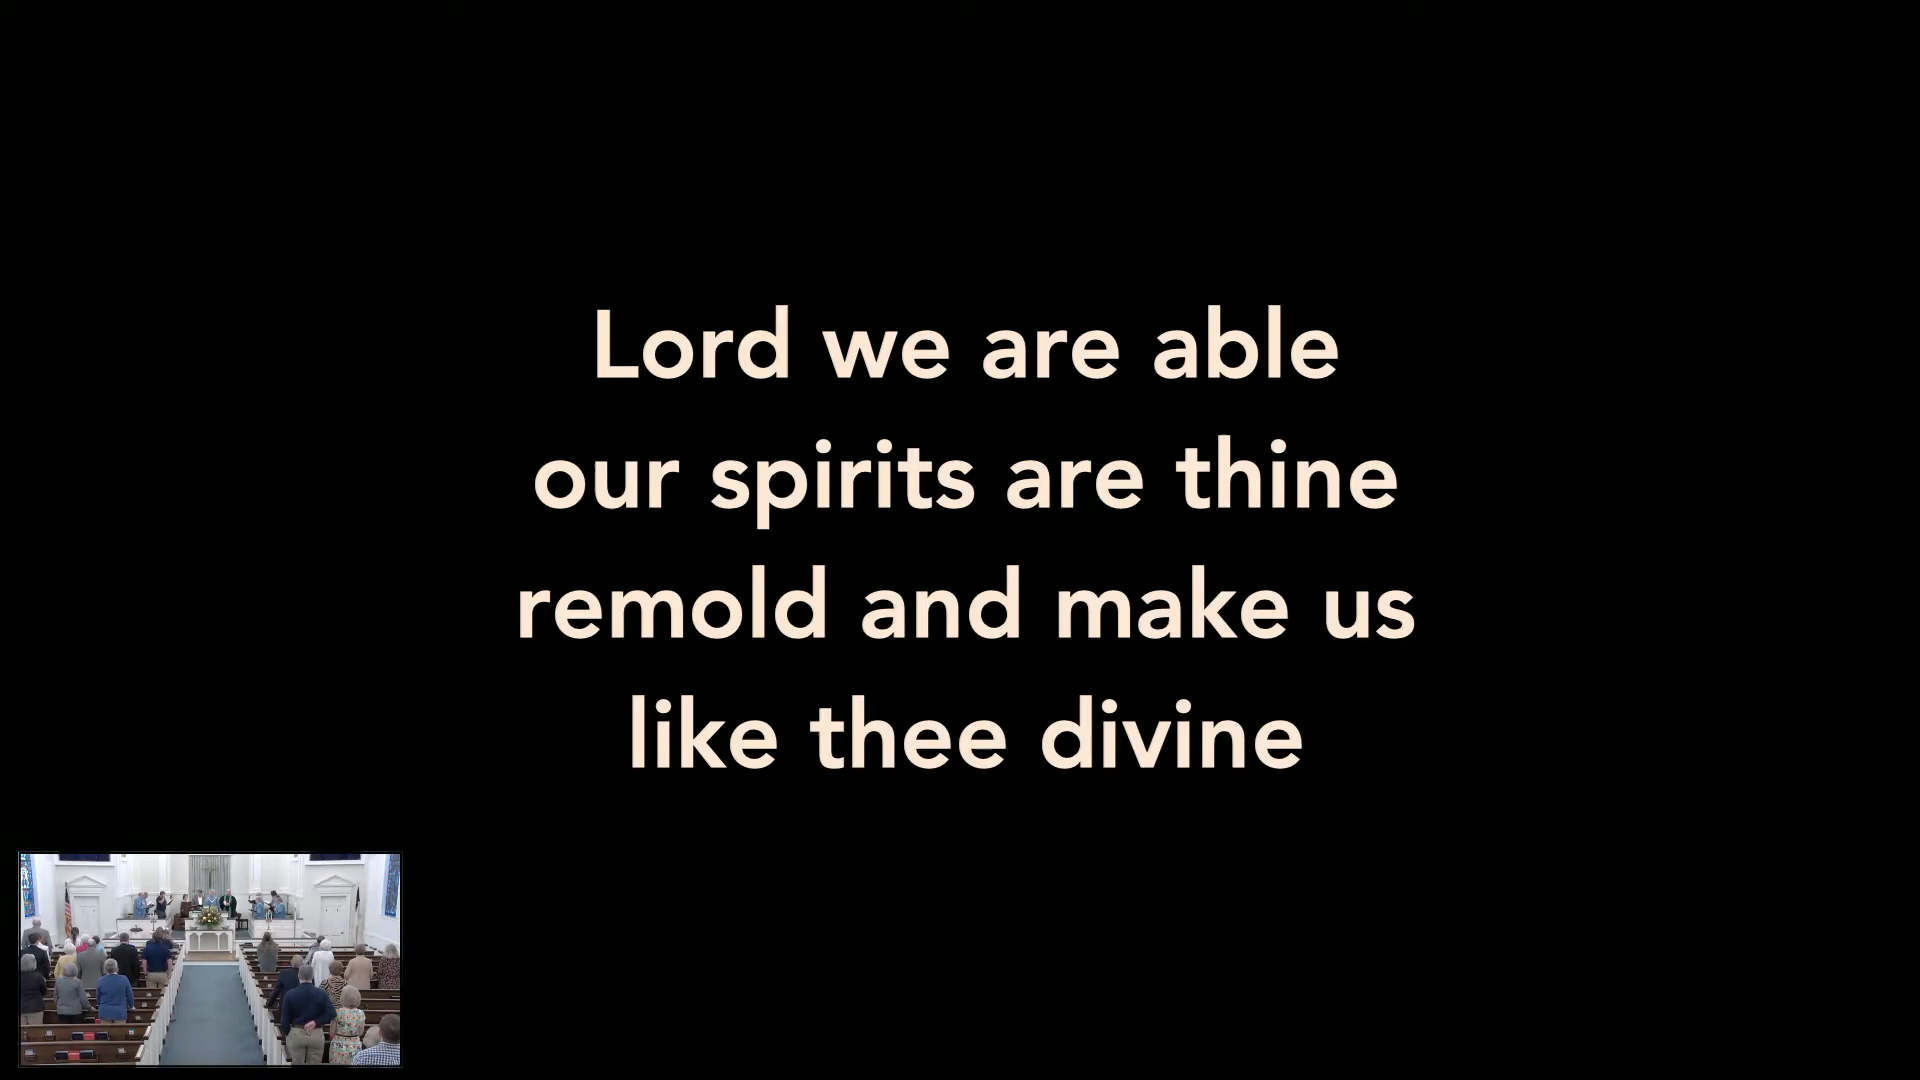 Lord we are able
our spirits are thine
remold and make us
like thee divine